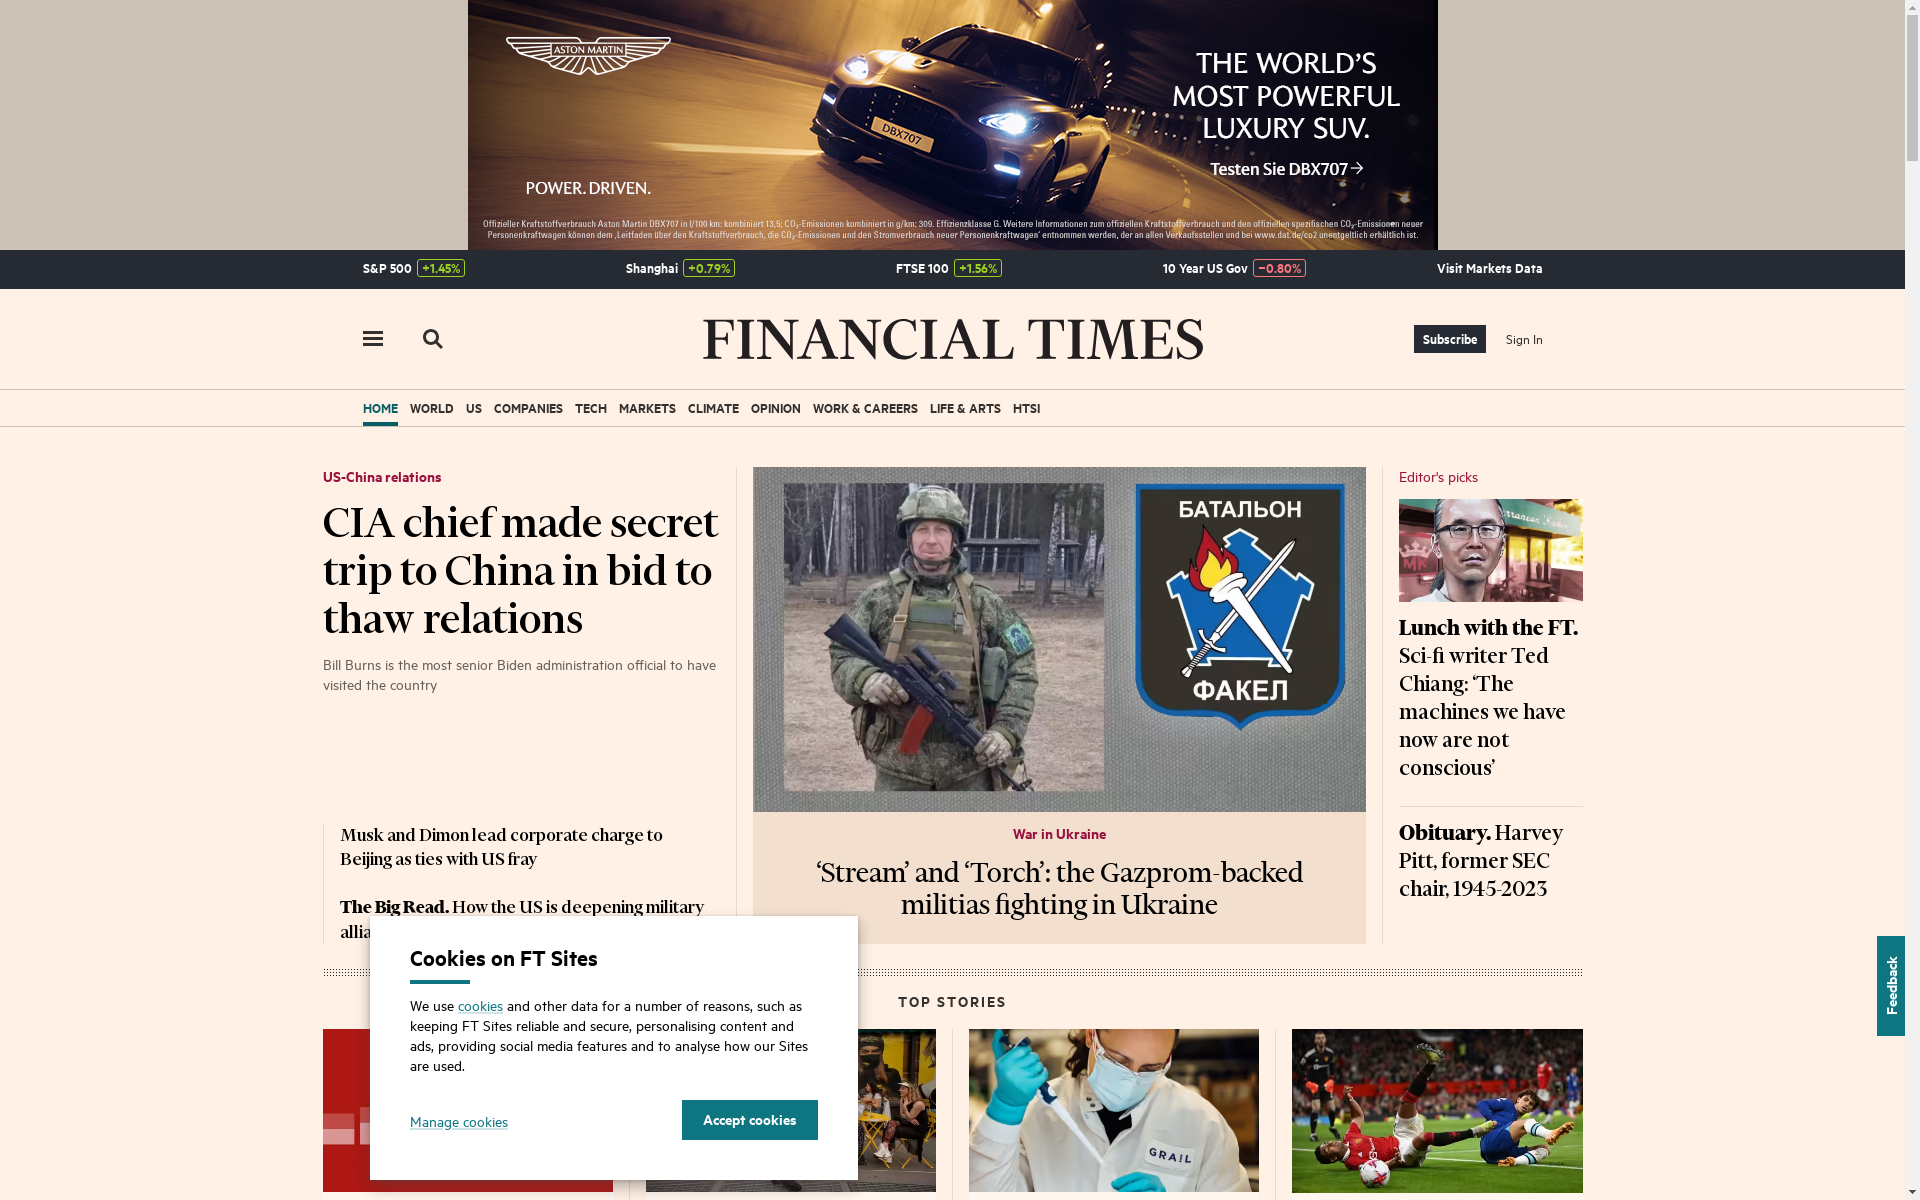 ASTON MARTIN
THE WORLD'S
MOST POWERFUL
LUXURY SUV.
DBX707
Testen Sie DBX707→
POWER. DRIVEN.
Offizieller Kraftstoffverbrauch Aston Martin DBX707 in l/100 km: kombiniert 13,5; CO₂-Emissionen kombiniert in g/km: 309. Effizienzklasse G. Weitere Informationen zum offiziellen Kraftstoffverbrauch und den offiziellen spezifischen CO₂-Emissionen neuer
Personenkraftwagen können dem ‚Leitfaden über den Kraftstoffverbrauch, die CO₂-Emissionen und den Stromverbrauch neuer Personenkraftwagen' entnommen werden, der an allen Verkaufsstellen und bei www.dat.de/co2 unentgeltlich erhältlich ist.
S&P 500 +1.45% Shanghai +0.79% FTSE 100 +1.56% 10 Year US Gov −0.80% Visit Markets Data
FINANCIAL TIMES
Subscribe Sign In
HOME WORLD US COMPANIES TECH MARKETS CLIMATE OPINION WORK & CAREERS LIFE & ARTS HTSI
US-China relations
CIA chief made secret
trip to China in bid to
thaw relations
Bill Burns is the most senior Biden administration official to have
visited the country
Musk and Dimon lead corporate charge to
Beijing as ties with US fray
The Big Read. How the US is deepening military
БАТАЛЬОН
ФАКЕЛ
War in Ukraine
‘Stream’ and ‘Torch’: the Gazprom-backed
militias fighting in Ukraine
Editor's picks
MK
Lunch with the FT.
Sci-fi writer Ted
Chiang: ‘The
machines we have
now are not
conscious’
Obituary. Harvey
Pitt, former SEC
chair, 1945-2023
Feedback
Cookies on FT Sites
We use cookies and other data for a number of reasons, such as
keeping FT Sites reliable and secure, personalising content and
ads, providing social media features and to analyse how our Sites
are used.
Manage cookies Accept cookies
TOP STORIES
GRAIL